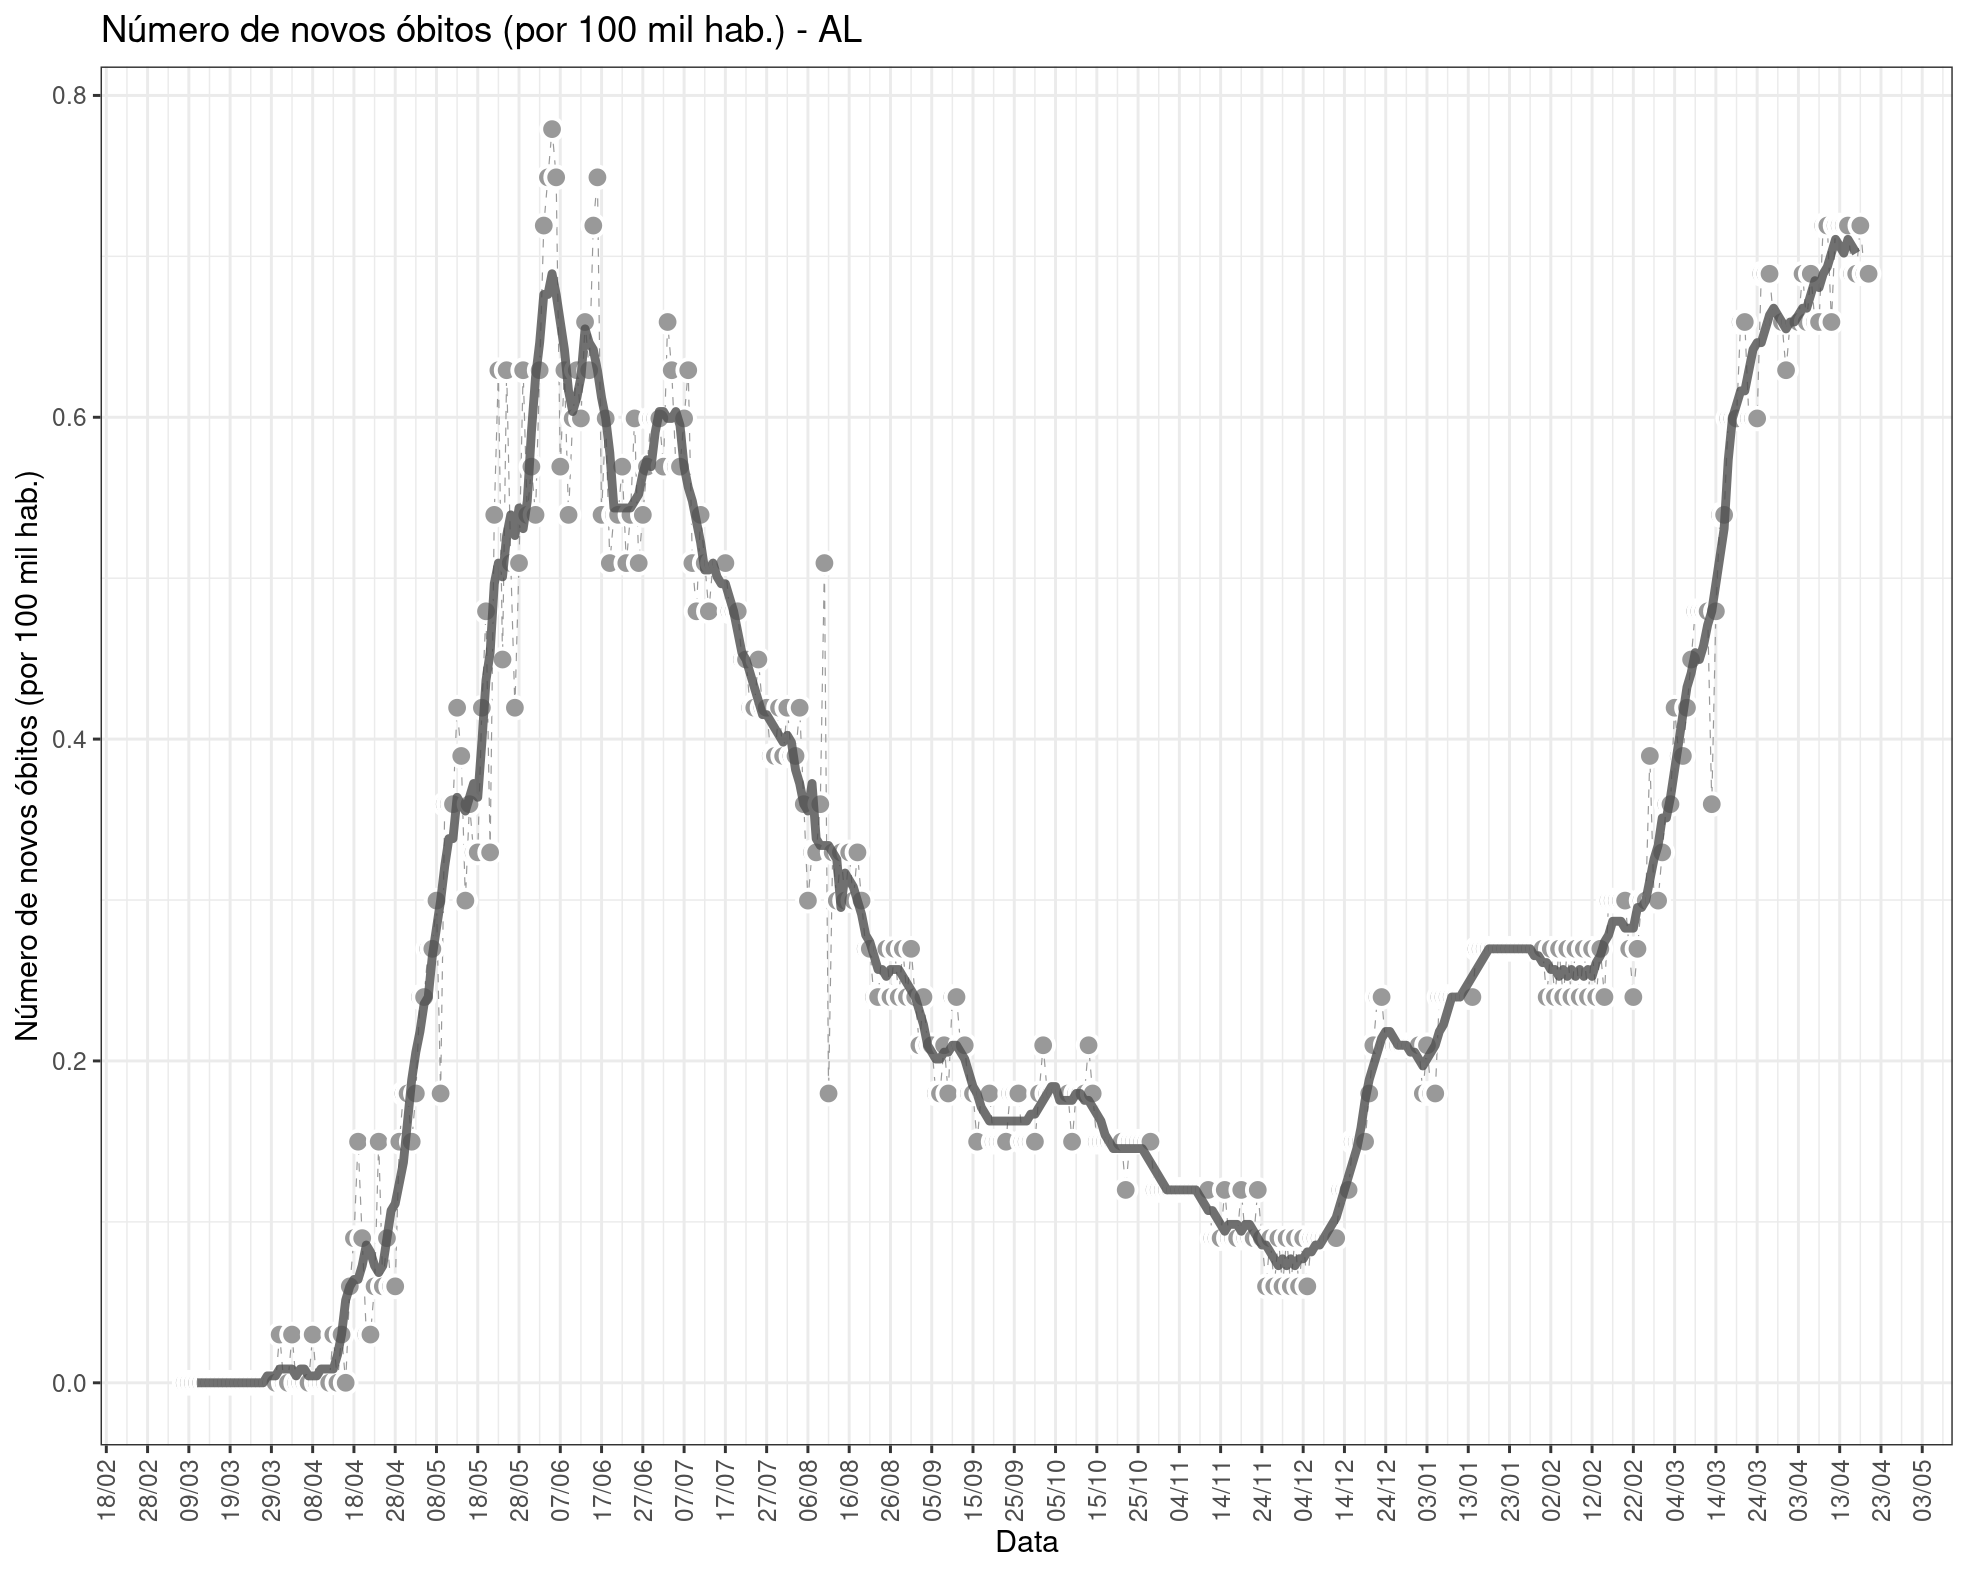 Número de novos óbitos (por 100 mil hab.) - AL
Número de novos óbitos (por 100 mil hab.)
0.8
0.6
0.4
0.2
0.0
18/02 28/02 09/03 19/03 29/03 08/04 18/04 28/04 08/05 18/05 28/05 07/06 17/06 27/06 07/07 17/07 27/07 06/08 16/08 26/08 05/09 15/09 25/09 05/10 15/10 25/10 04/11 14/11 24/11 04/12 14/12 24/12 03/01 13/01 23/01 02/02 12/02 22/02 04/03 14/03 24/03 03/04 13/04 23/04 03/05
Data